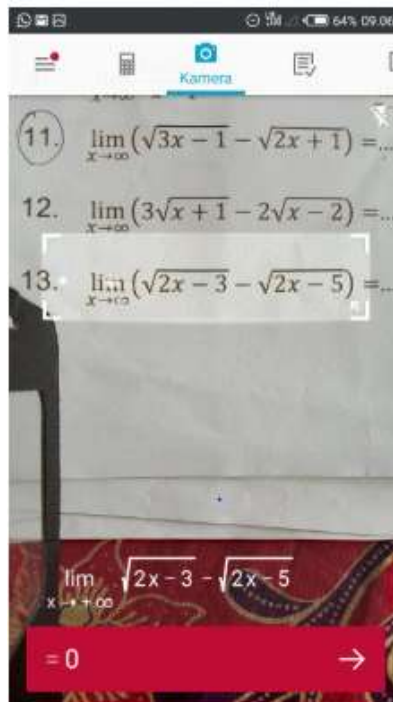 64% 09.06
Kamera
11. lim x→∞ (√3x − 1 − √2x + 1) =...
12. lim x→∞ (3√x + 1 − 2√x − 2) =...
13. lim x→∞ (√2x − 3 − √2x − 5) =...
lim x→+∞ √2x − 3 − √2x − 5
= 0 →